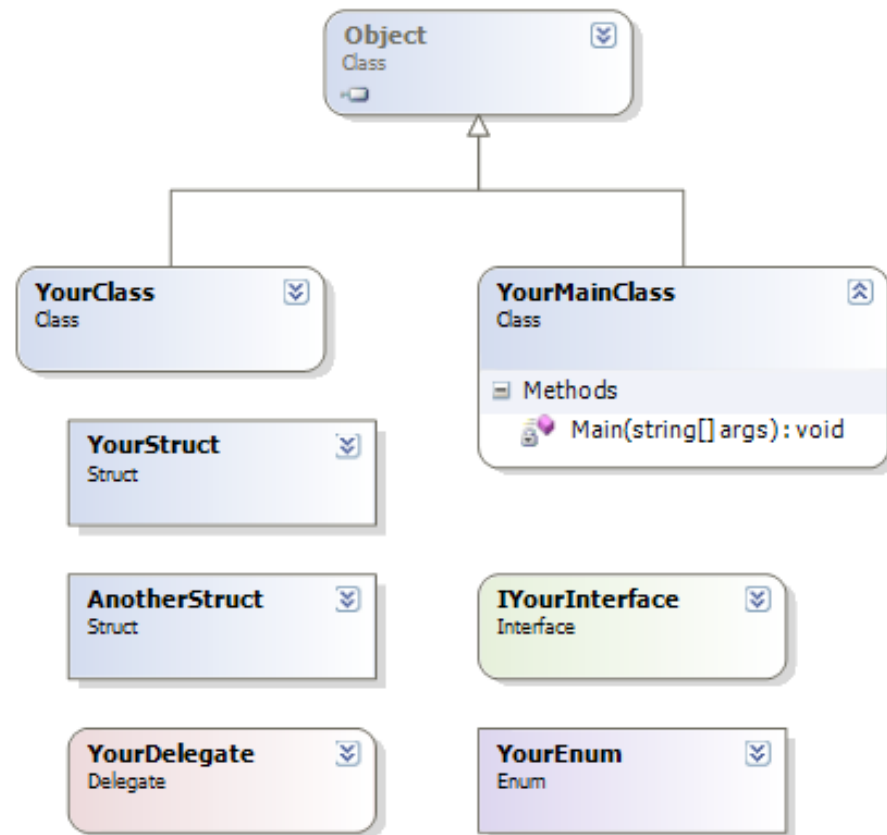 Object
Class
YourClass
Class
YourMainClass
Class
Methods
Main(string[] args) : void
YourStruct
Struct
AnotherStruct
Struct
IYourInterface
Interface
YourDelegate
Delegate
YourEnum
Enum